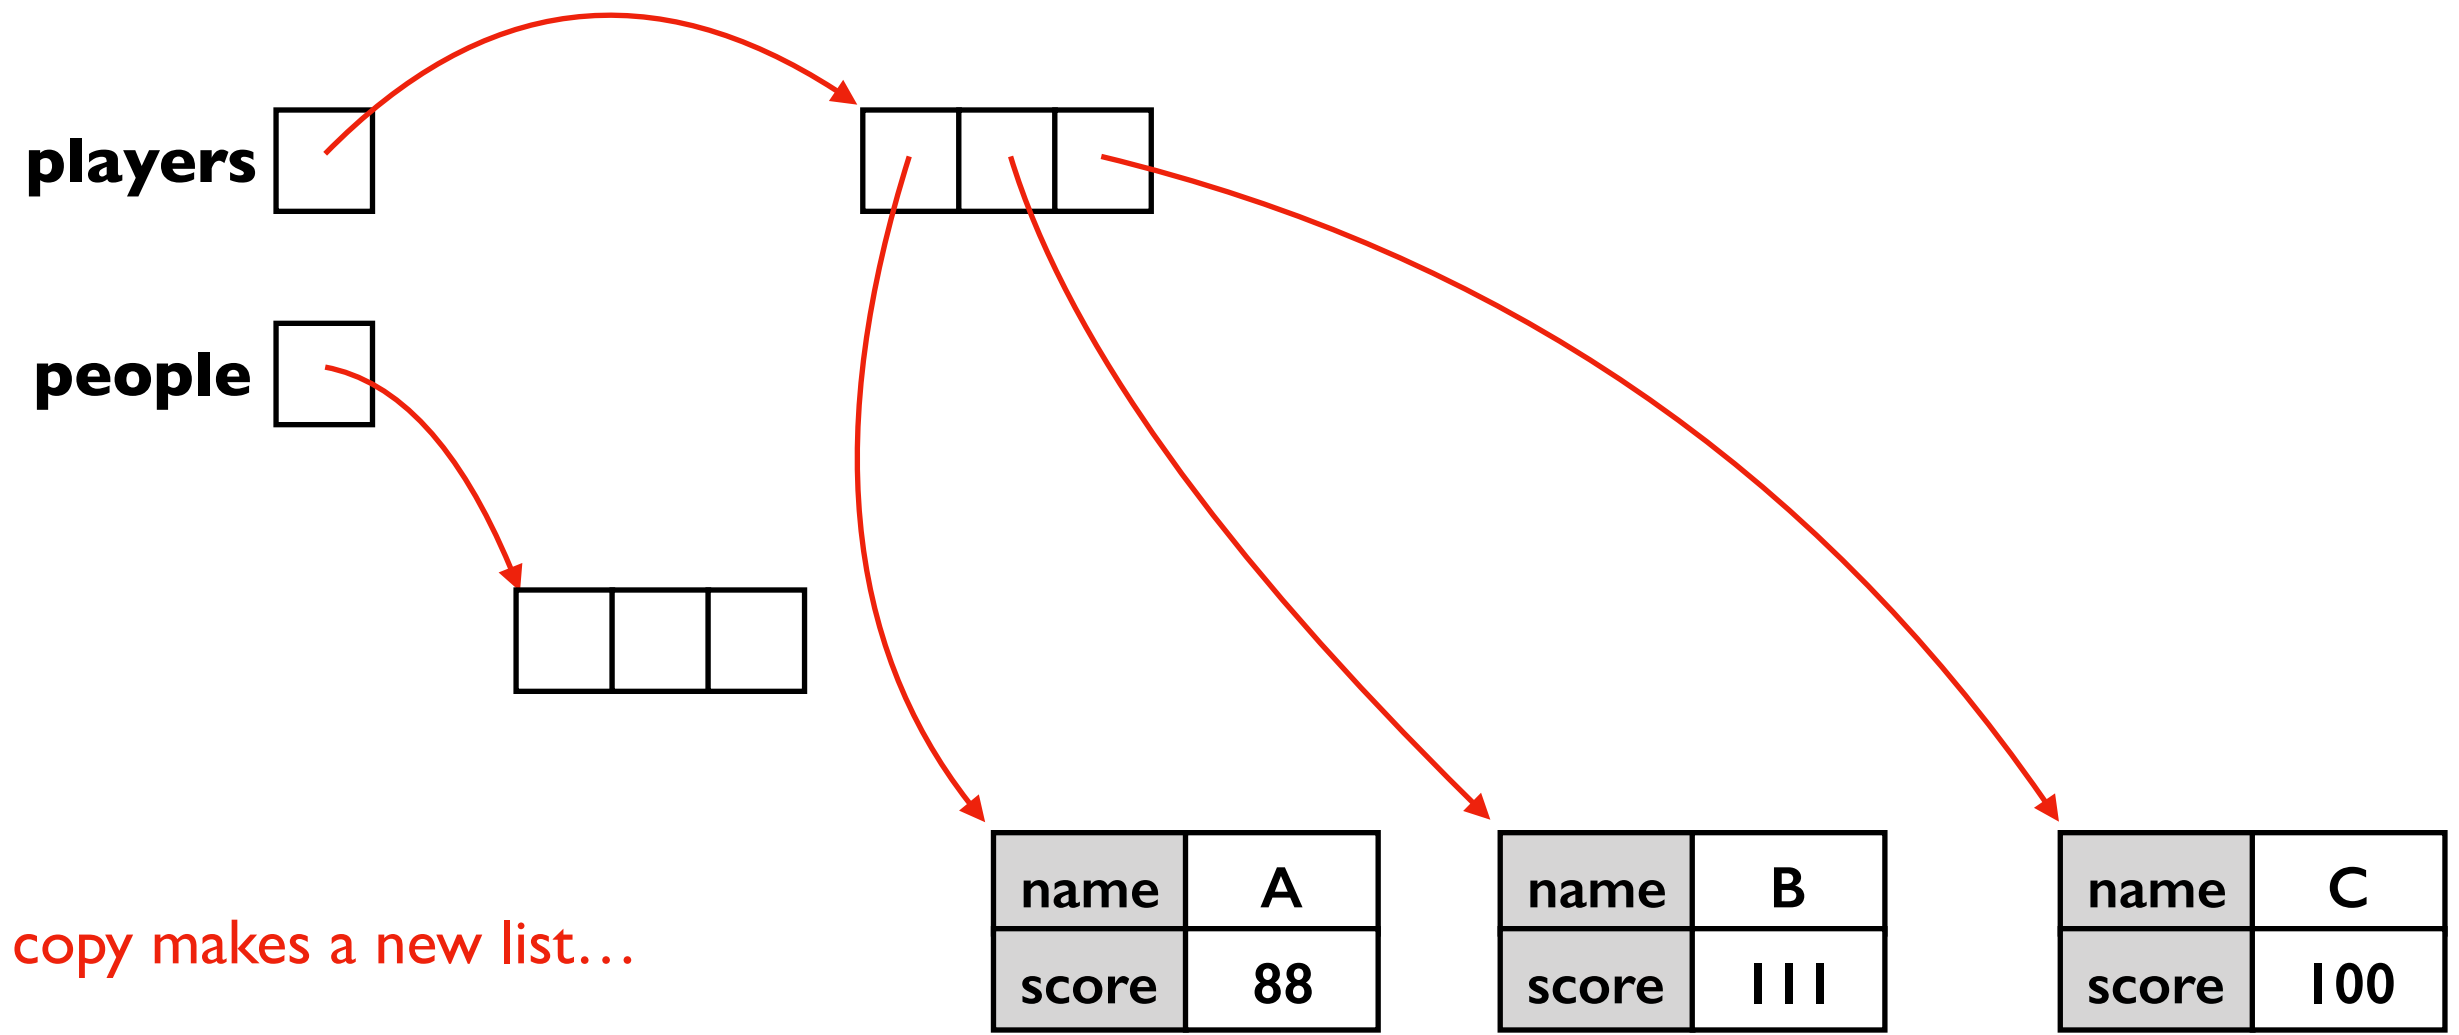 players
people
name A
score 88
name B
score 111
name C
score 100
copy makes a new list…